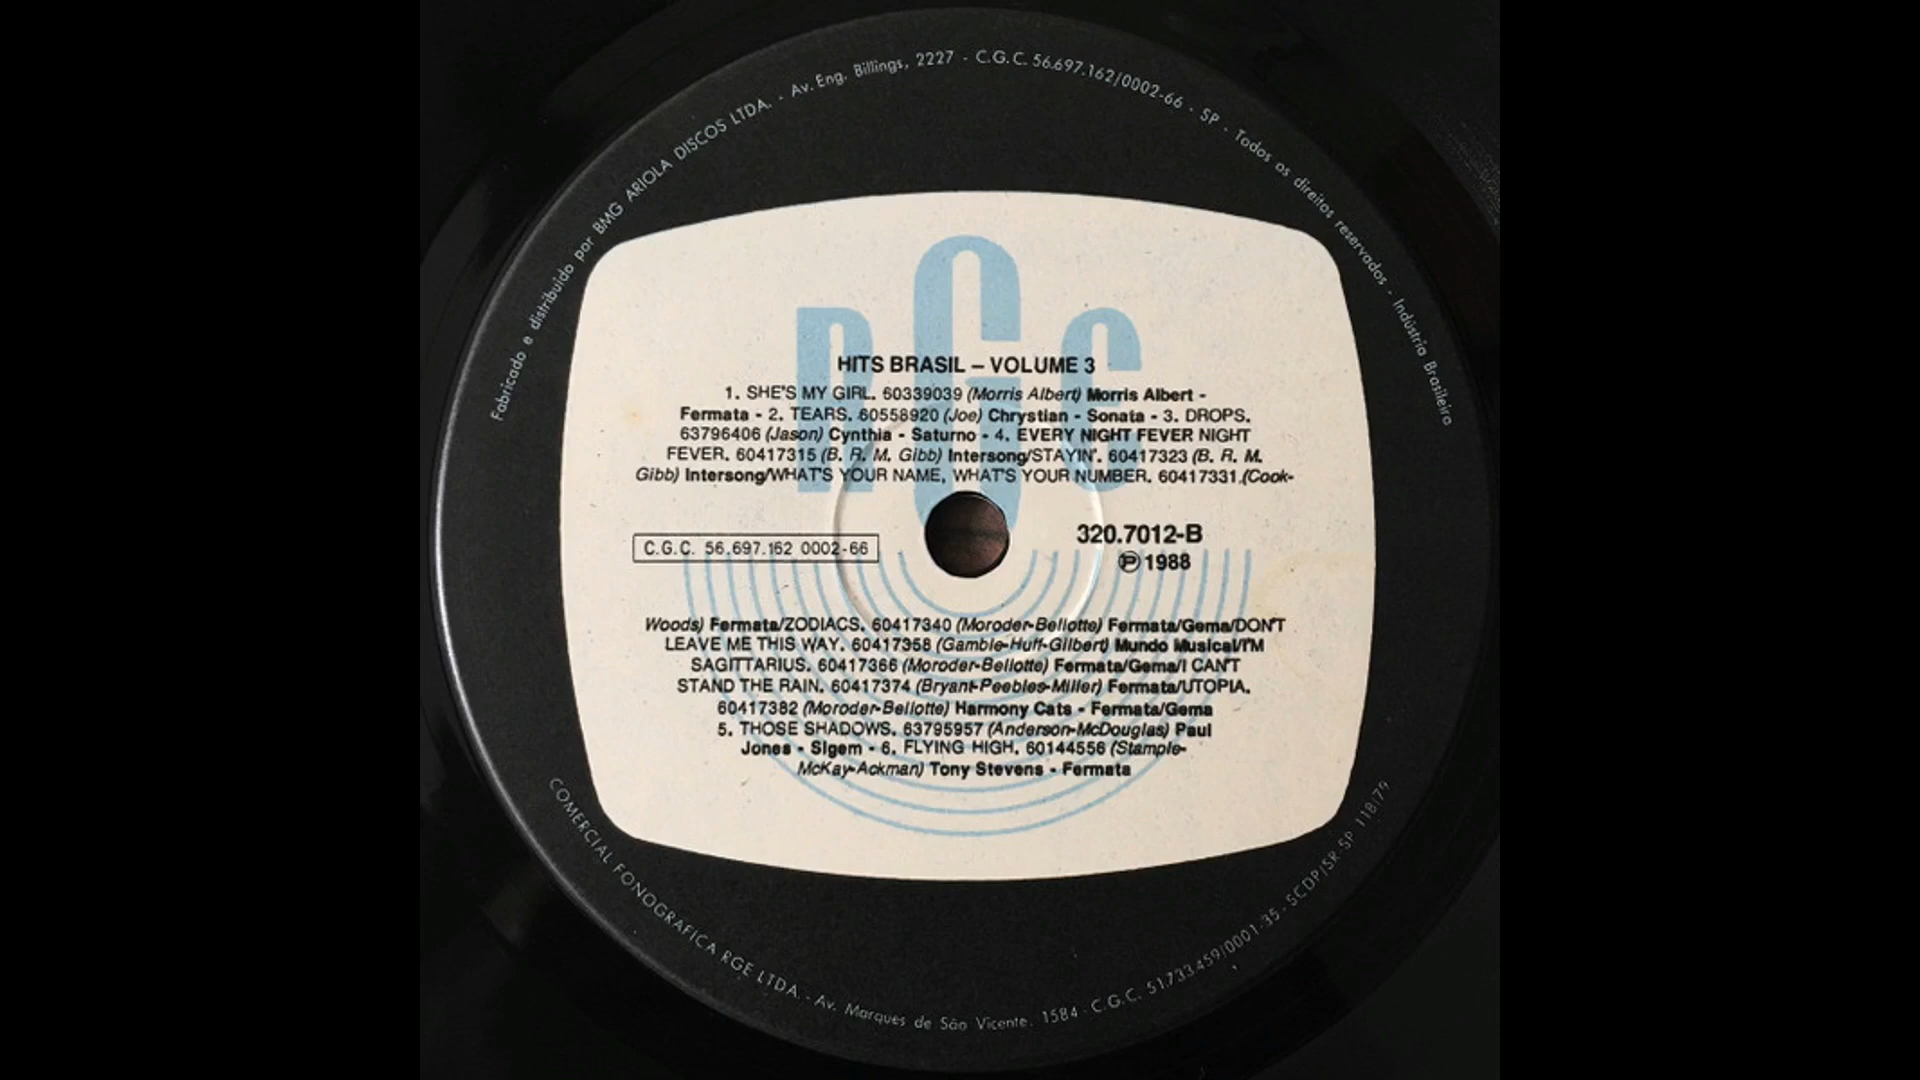 Fabricado e distribuido por BMG ARIOLA DISCOS LTDA. - Av. Eng. Billings, 2227 - C.G.C. 56.697.162/0002-66 - SP - Todos os direitos reservados - Indústria Brasileira
RGE
HITS BRASIL – VOLUME 3
1. SHE'S MY GIRL. 60339039 (Morris Albert) Morris Albert -
Fermata - 2. TEARS. 60558920 (Joe) Chrystian - Sonata - 3. DROPS.
63796406 (Jason) Cynthia - Saturno - 4. EVERY NIGHT FEVER NIGHT
FEVER. 60417315 (B. R. M. Gibb) Intersong/STAYIN'. 60417323 (B. R. M.
Gibb) Intersong/WHAT'S YOUR NAME, WHAT'S YOUR NUMBER. 60417331.(Cook-
C.G.C. 56.697.162 0002-66
320.7012-B
Ⓟ 1988
Woods) Fermata/ZODIACS. 60417340 (Moroder-Bellotte) Fermata/Gema/DON'T
LEAVE ME THIS WAY. 60417358 (Gamble-Huff-Gilbert) Mundo Musical/I'M
SAGITTARIUS. 60417366 (Moroder-Bellotte) Fermata/Gema/I CAN'T
STAND THE RAIN. 60417374 (Bryant-Peebles-Miller) Fermata/UTOPIA.
60417382 (Moroder-Bellotte) Harmony Cats - Fermata/Gema
5. THOSE SHADOWS. 63795957 (Anderson-McDouglas) Paul
Jones - Sigem - 6. FLYING HIGH. 60144556 (Stample-
McKay-Ackman) Tony Stevens - Fermata
COMERCIAL FONOGRAFICA RGE LTDA. - Av. Marques de São Vicente. 1584 - C.G.C. 51.733.459/0001-35 - SCDP/SR-SP 118/79